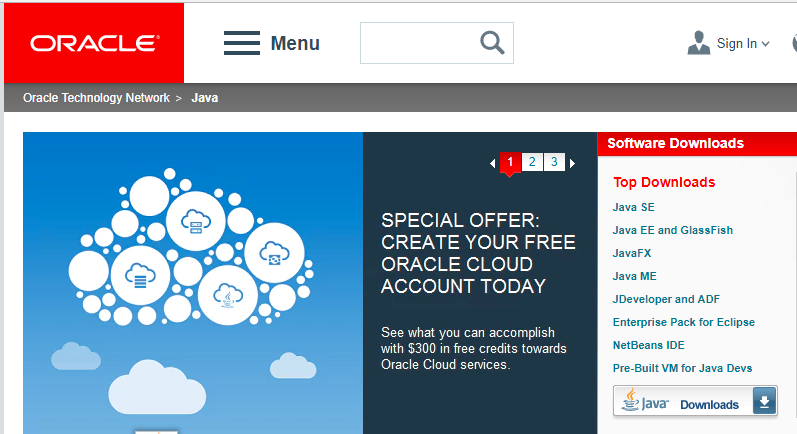 ORACLE®
Menu
Sign In
Oracle Technology Network > Java
1 2 3
SPECIAL OFFER:
CREATE YOUR FREE
ORACLE CLOUD
ACCOUNT TODAY
See what you can accomplish
with $300 in free credits towards
Oracle Cloud services.
Software Downloads
Top Downloads
Java SE
Java EE and GlassFish
JavaFX
Java ME
JDeveloper and ADF
Enterprise Pack for Eclipse
NetBeans IDE
Pre-Built VM for Java Devs
Java Downloads